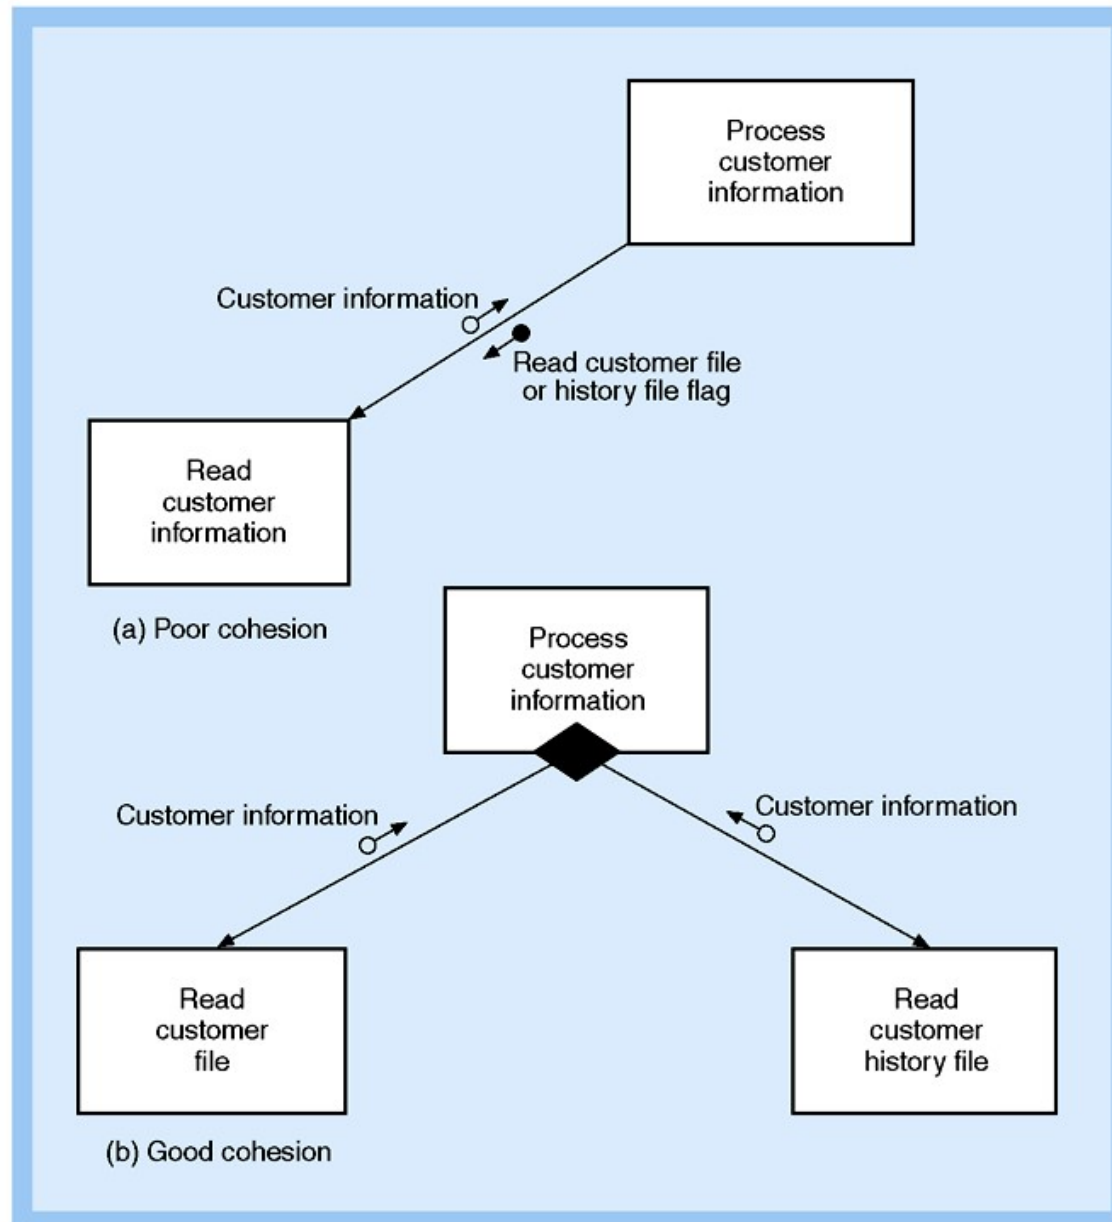 Process
customer
information
Customer information
Read customer file
or history file flag
Read
customer
information
(a) Poor cohesion
Process
customer
information
Customer information
Customer information
Read
customer
file
Read
customer
history file
(b) Good cohesion